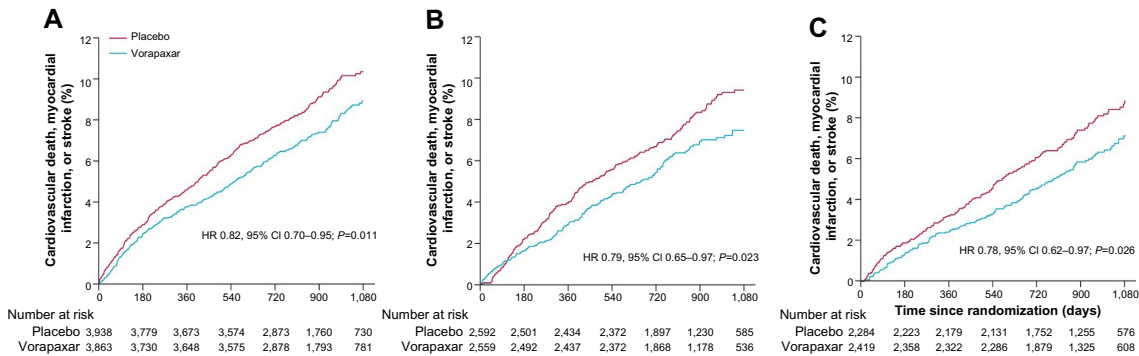 A
Cardiovascular death, myocardial
infarction, or stroke (%)
12
10
8
6
4
2
0
Placebo
Vorapaxar
HR 0.82, 95% CI 0.70–0.95; P=0.011
0 180 360 540 720 900 1,080
Number at risk
Placebo 3,938 3,779 3,673 3,574 2,873 1,760 730
Vorapaxar 3,863 3,730 3,648 3,575 2,878 1,793 781
B
Cardiovascular death, myocardial
infarction, or stroke (%)
12
10
8
6
4
2
0
HR 0.79, 95% CI 0.65–0.97; P=0.023
0 180 360 540 720 900 1,080
Number at risk
Placebo 2,592 2,501 2,434 2,372 1,897 1,230 585
Vorapaxar 2,559 2,492 2,437 2,372 1,868 1,178 536
C
Cardiovascular death, myocardial
infarction, or stroke (%)
12
10
8
6
4
2
0
HR 0.78, 95% CI 0.62–0.97; P=0.026
0 180 360 540 720 900 1,080
Number at risk
Time since randomization (days)
Placebo 2,284 2,223 2,179 2,131 1,752 1,255 576
Vorapaxar 2,419 2,358 2,322 2,286 1,879 1,325 608